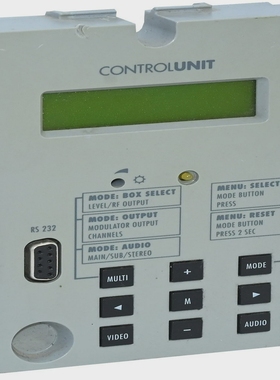 CONTROLUNIT
MODE: BOX SELECT
LEVEL/RF OUTPUT
MODE: OUTPUT
MODULATOR OUTPUT
CHANNELS
MODE: AUDIO
MAIN/SUB/STEREO
MENU: SELECT
MODE BUTTON
PRESS
MENU: RESET
MODE BUTTON
PRESS 2 SEC
RS 232
MULTI
+
MODE
◄
M
►
VIDEO
−
AUDIO